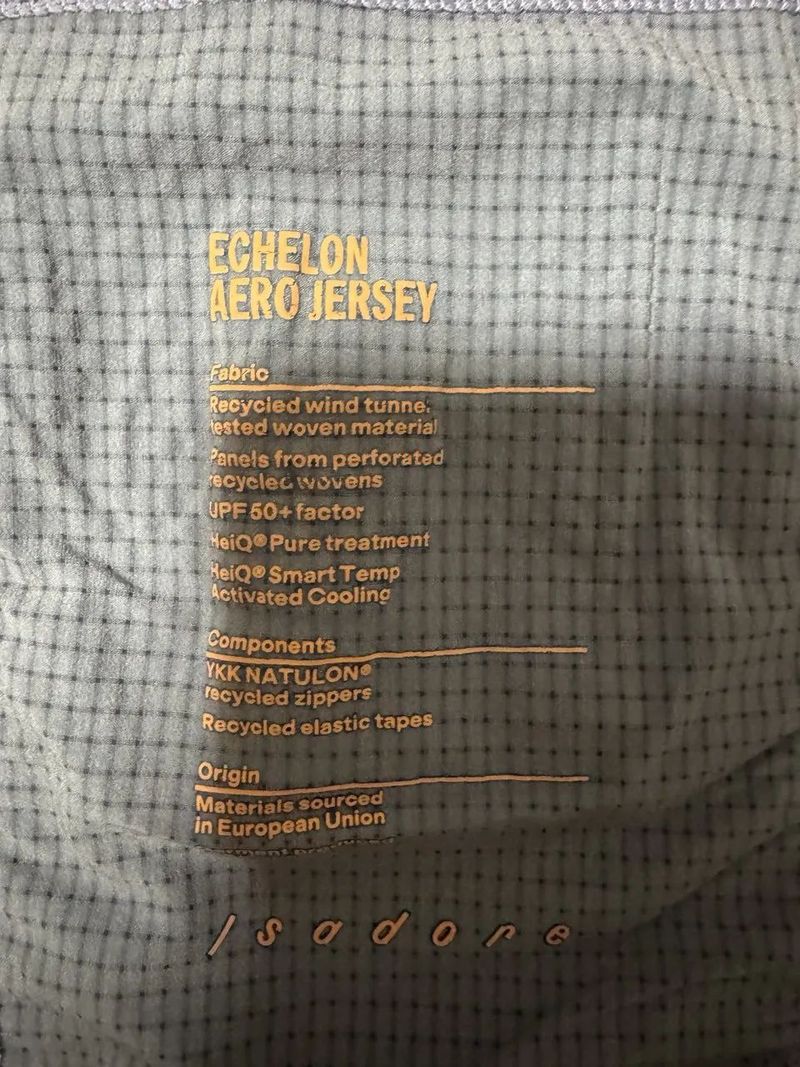 ECHELON
AERO JERSEY
Fabric
Recycled wind tunnel
tested woven material
Panels from perforated
recycled wovens
UPF 50+ factor
HeiQ® Pure treatment
HeiQ® Smart Temp
Activated Cooling
Components
YKK NATULON®
recycled zippers
Recycled elastic tapes
Origin
Materials sourced
in European Union
Isadore